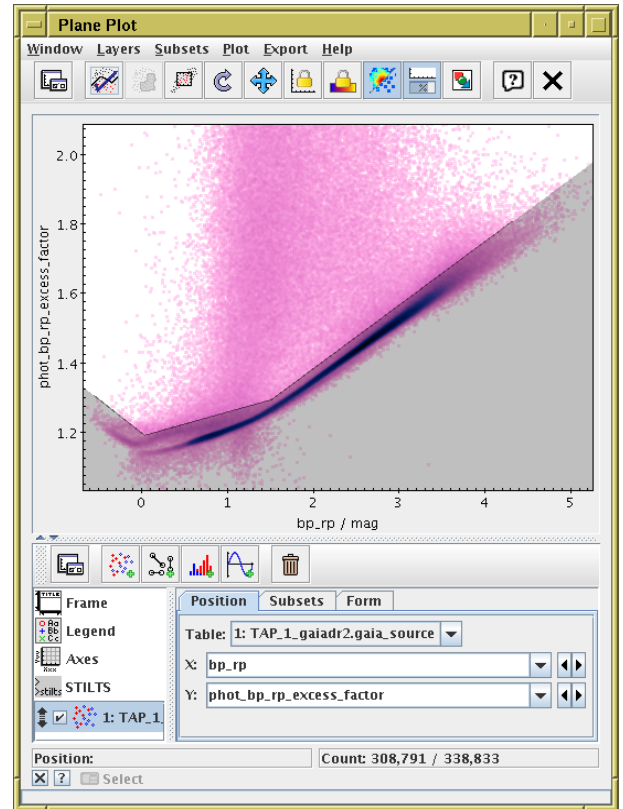 Plane Plot
Window Layers Subsets Plot Export Help
phot_bp_rp_excess_factor
2.0
1.8
1.6
1.4
1.2
0 1 2 3 4 5
bp_rp / mag
Frame
Legend
Axes
STILTS
1: TAP_1_
Position Subsets Form
Table: 1: TAP_1_gaiadr2.gaia_source
X: bp_rp
Y: phot_bp_rp_excess_factor
Position: Count: 308,791 / 338,833
Select